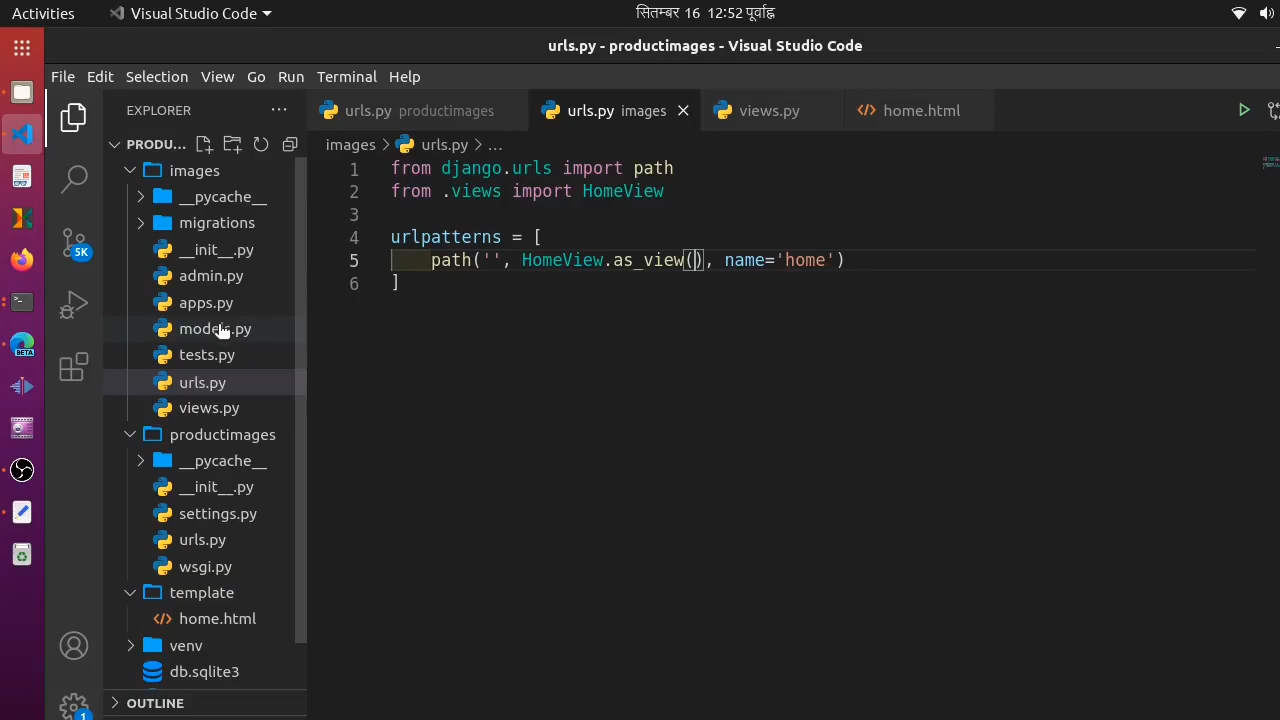 Activities Visual Studio Code सितम्बर 16 12:52 पूर्वाह्न
urls.py - productimages - Visual Studio Code
File Edit Selection View Go Run Terminal Help
EXPLORER ...
urls.py productimages urls.py images views.py home.html
PRODU...
images > urls.py > ...
images
__pycache__
migrations
__init__.py
admin.py
apps.py
models.py
tests.py
urls.py
views.py
productimages
__pycache__
__init__.py
settings.py
urls.py
wsgi.py
template
home.html
venv
db.sqlite3
OUTLINE
1 from django.urls import path
2 from .views import HomeView
3
4 urlpatterns = [
5 path('', HomeView.as_view(), name='home')
6 ]
5K
BETA
1